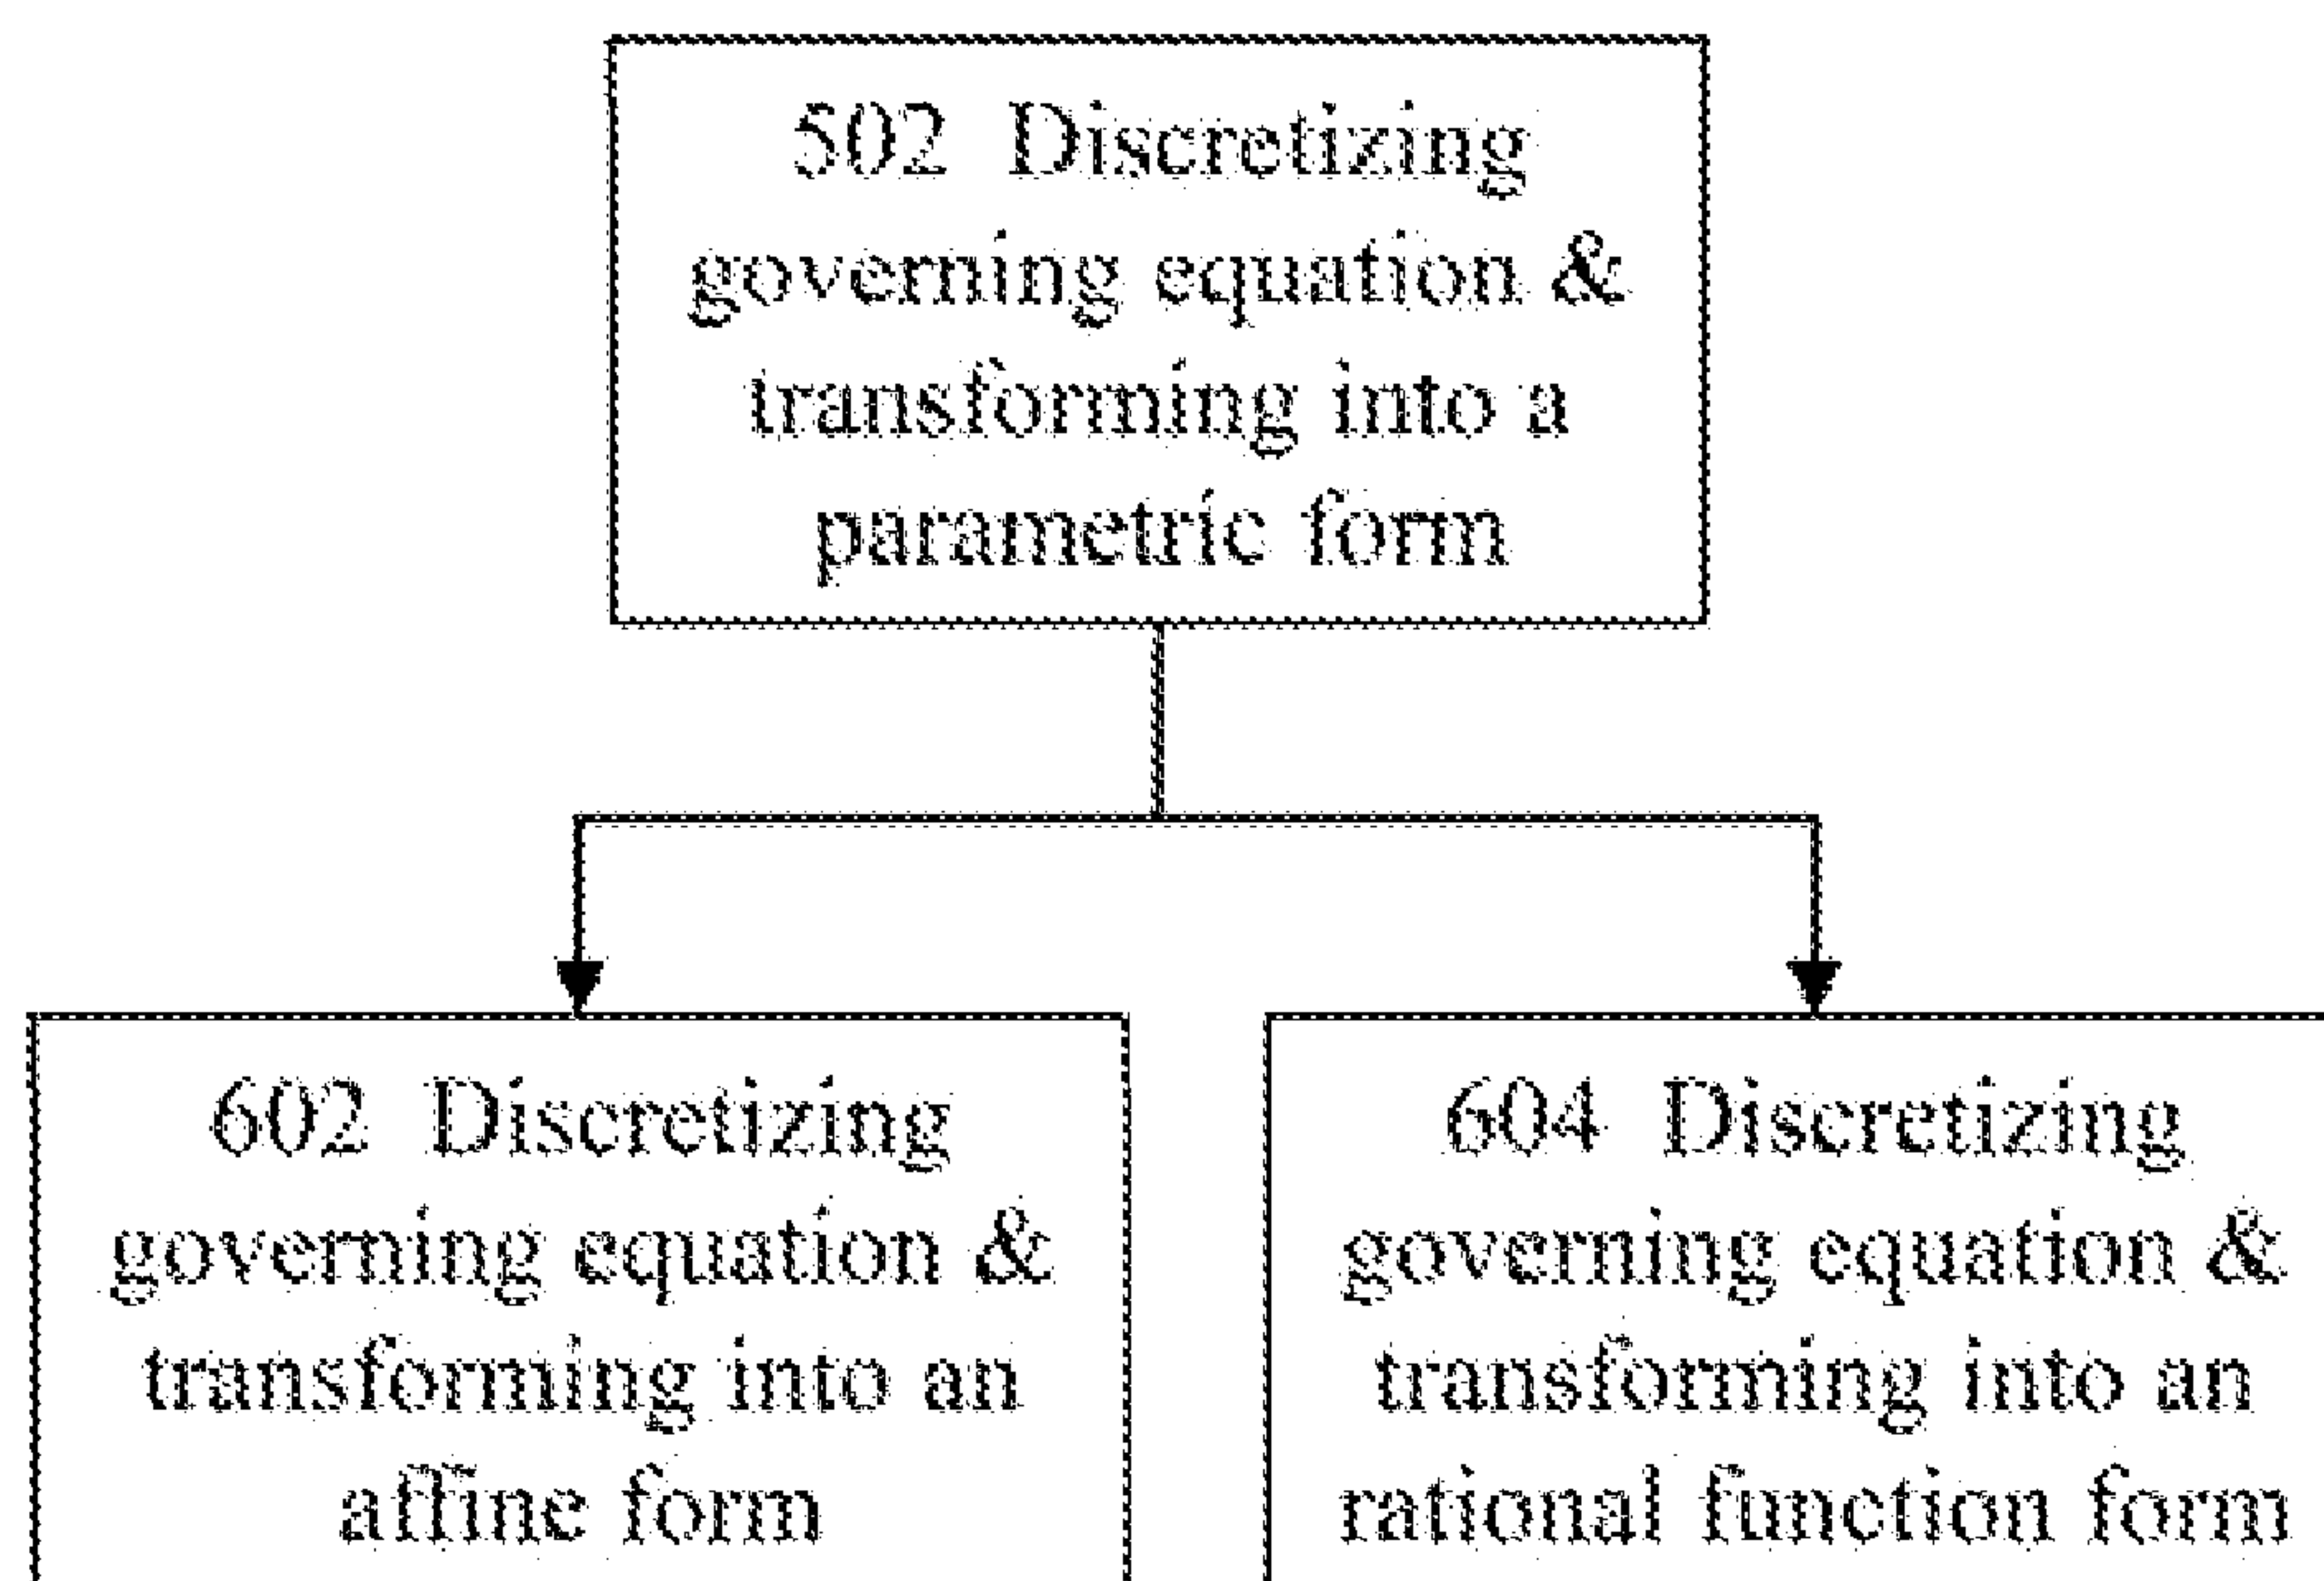 502 Discretizing
governing equation &
transforming into a
parametric form
602 Discretizing
governing equation &
transforming into an
affine form
604 Discretizing
governing equation &
transforming into an
rational function form